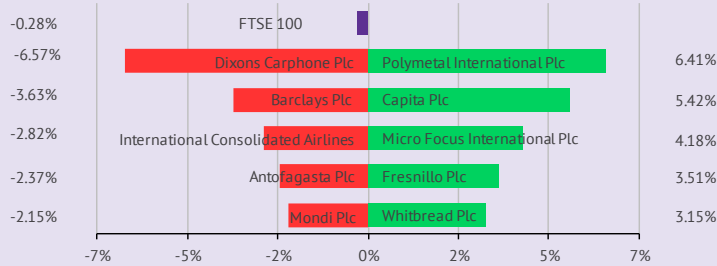 -0.28% FTSE 100
-6.57% Dixons Carphone Plc Polymetal International Plc 6.41%
-3.63% Barclays Plc Capita Plc 5.42%
-2.82% International Consolidated Airlines Micro Focus International Plc 4.18%
-2.37% Antofagasta Plc Fresnillo Plc 3.51%
-2.15% Mondi Plc Whitbread Plc 3.15%
-7% -5% -2% 0% 2% 5% 7%